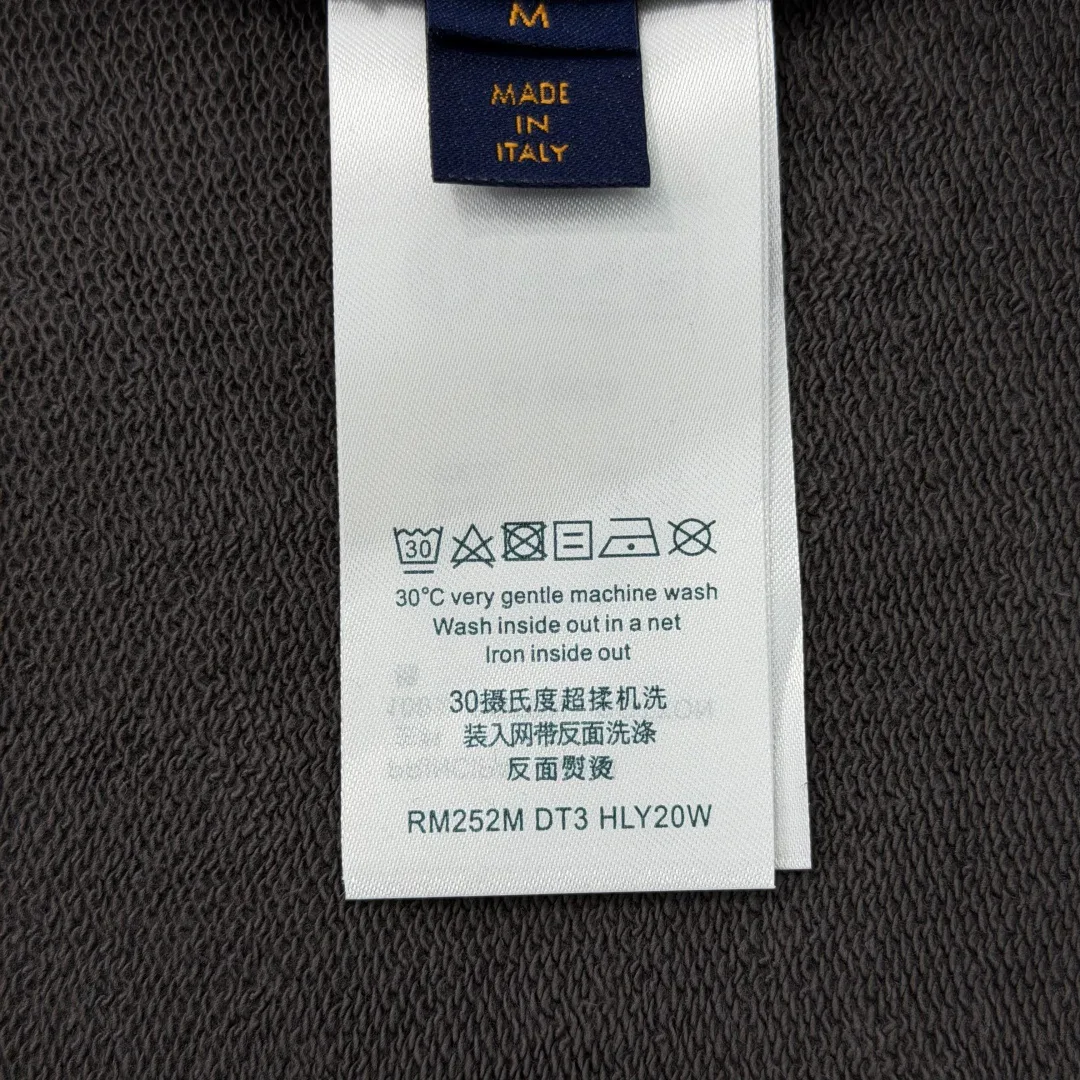 M
MADE
IN
ITALY
30
30°C very gentle machine wash
Wash inside out in a net
Iron inside out
30摄氏度超揉机洗
装入网带反面洗涤
反面熨烫
RM252M DT3 HLY20W